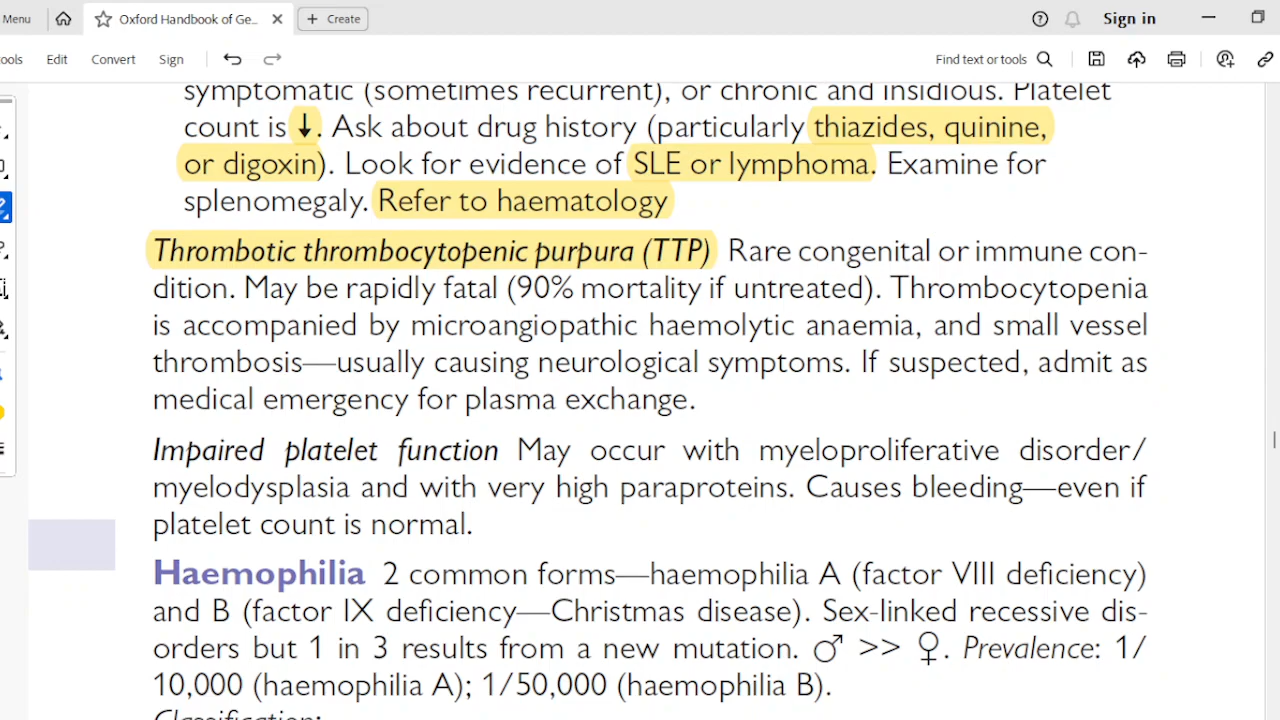 Menu
Oxford Handbook of Ge...
Create
Sign in
ools
Edit
Convert
Sign
Find text or tools
symptomatic (sometimes recurrent), or chronic and insidious. Platelet
count is ↓. Ask about drug history (particularly thiazides, quinine,
or digoxin). Look for evidence of SLE or lymphoma. Examine for
splenomegaly. Refer to haematology
Thrombotic thrombocytopenic purpura (TTP) Rare congenital or immune con-
dition. May be rapidly fatal (90% mortality if untreated). Thrombocytopenia
is accompanied by microangiopathic haemolytic anaemia, and small vessel
thrombosis—usually causing neurological symptoms. If suspected, admit as
medical emergency for plasma exchange.
Impaired platelet function May occur with myeloproliferative disorder/
myelodysplasia and with very high paraproteins. Causes bleeding—even if
platelet count is normal.
Haemophilia 2 common forms—haemophilia A (factor VIII deficiency)
and B (factor IX deficiency—Christmas disease). Sex-linked recessive dis-
orders but 1 in 3 results from a new mutation. ♂ >> ♀. Prevalence: 1/
10,000 (haemophilia A); 1/50,000 (haemophilia B).
Classification: